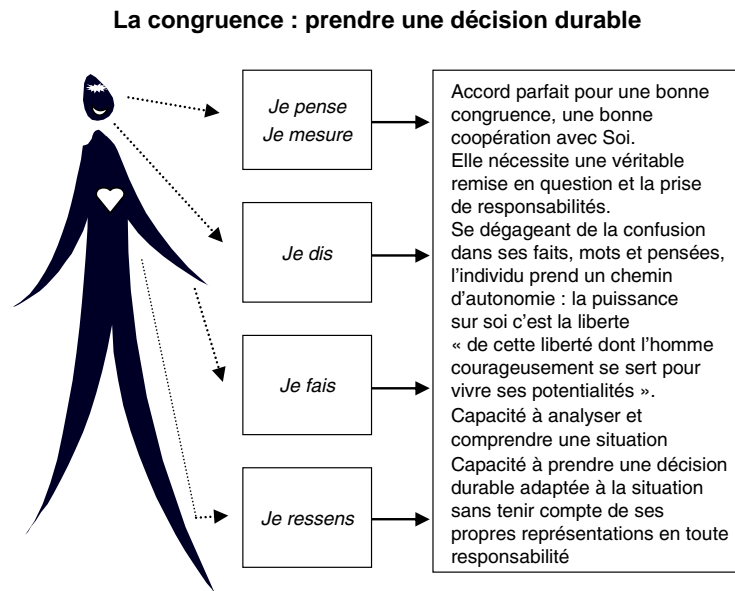 La congruence : prendre une décision durable
Je pense
Je mesure
Je dis
Je fais
Je ressens
Accord parfait pour une bonne
congruence, une bonne
coopération avec Soi.
Elle nécessite une véritable
remise en question et la prise
de responsabilités.
Se dégageant de la confusion
dans ses faits, mots et pensées,
l’individu prend un chemin
d’autonomie : la puissance
sur soi c’est la liberte
« de cette liberté dont l’homme
courageusement se sert pour
vivre ses potentialités ».
Capacité à analyser et
comprendre une situation
Capacité à prendre une décision
durable adaptée à la situation
sans tenir compte de ses
propres représentations en toute
responsabilité